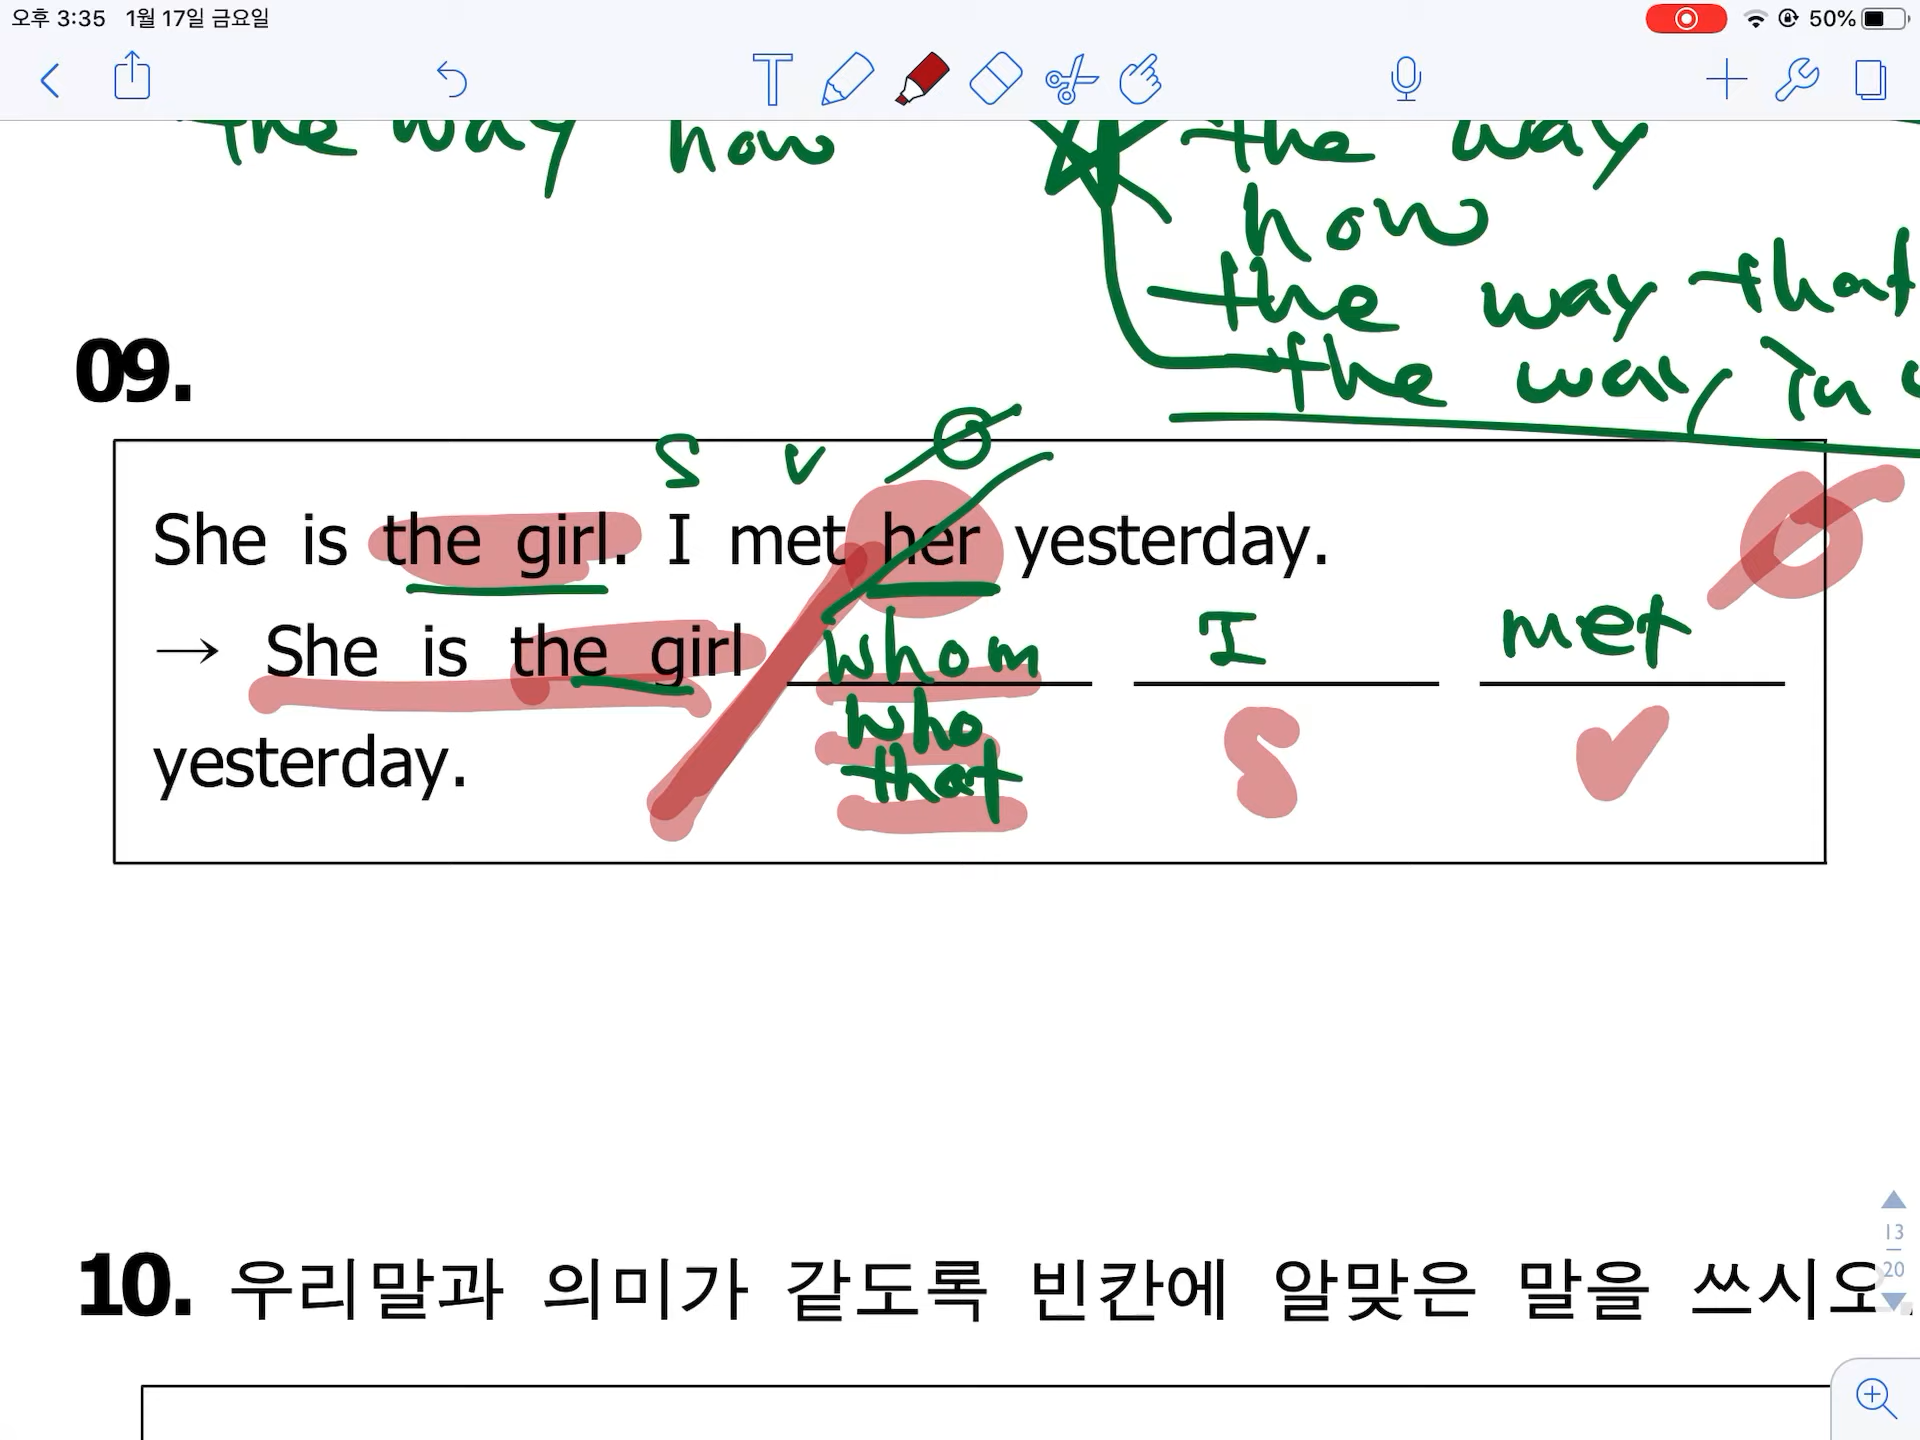 오후 3:35 1월 17일 금요일 50%
the way how the way
how
the way that
the way in
09.
S V O
She is the girl. I met her yesterday.
→ She is the girl whom I met
who S V
that
yesterday.
13
20
10. 우리말과 의미가 같도록 빈칸에 알맞은 말을 쓰시오